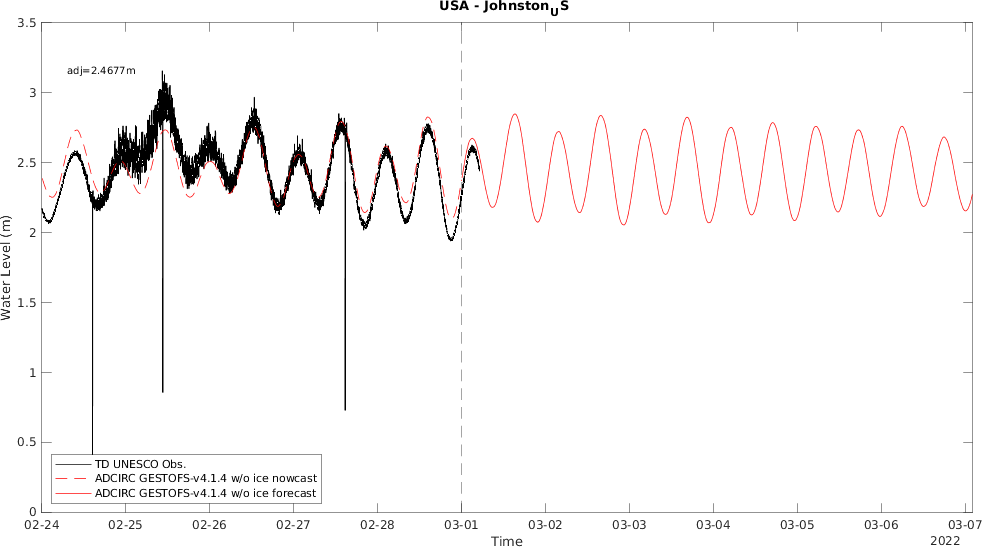 USA - Johnston_US
3.5
adj=2.4677m
3
2.5
2
1.5
1
0.5
0
Water Level (m)
TD UNESCO Obs.
ADCIRC GESTOFS-v4.1.4 w/o ice nowcast
ADCIRC GESTOFS-v4.1.4 w/o ice forecast
02-24 02-25 02-26 02-27 02-28 03-01 03-02 03-03 03-04 03-05 03-06 03-07
Time
2022